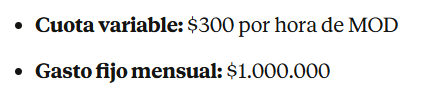 • Cuota variable: $300 por hora de MOD
• Gasto fijo mensual: $1.000.000